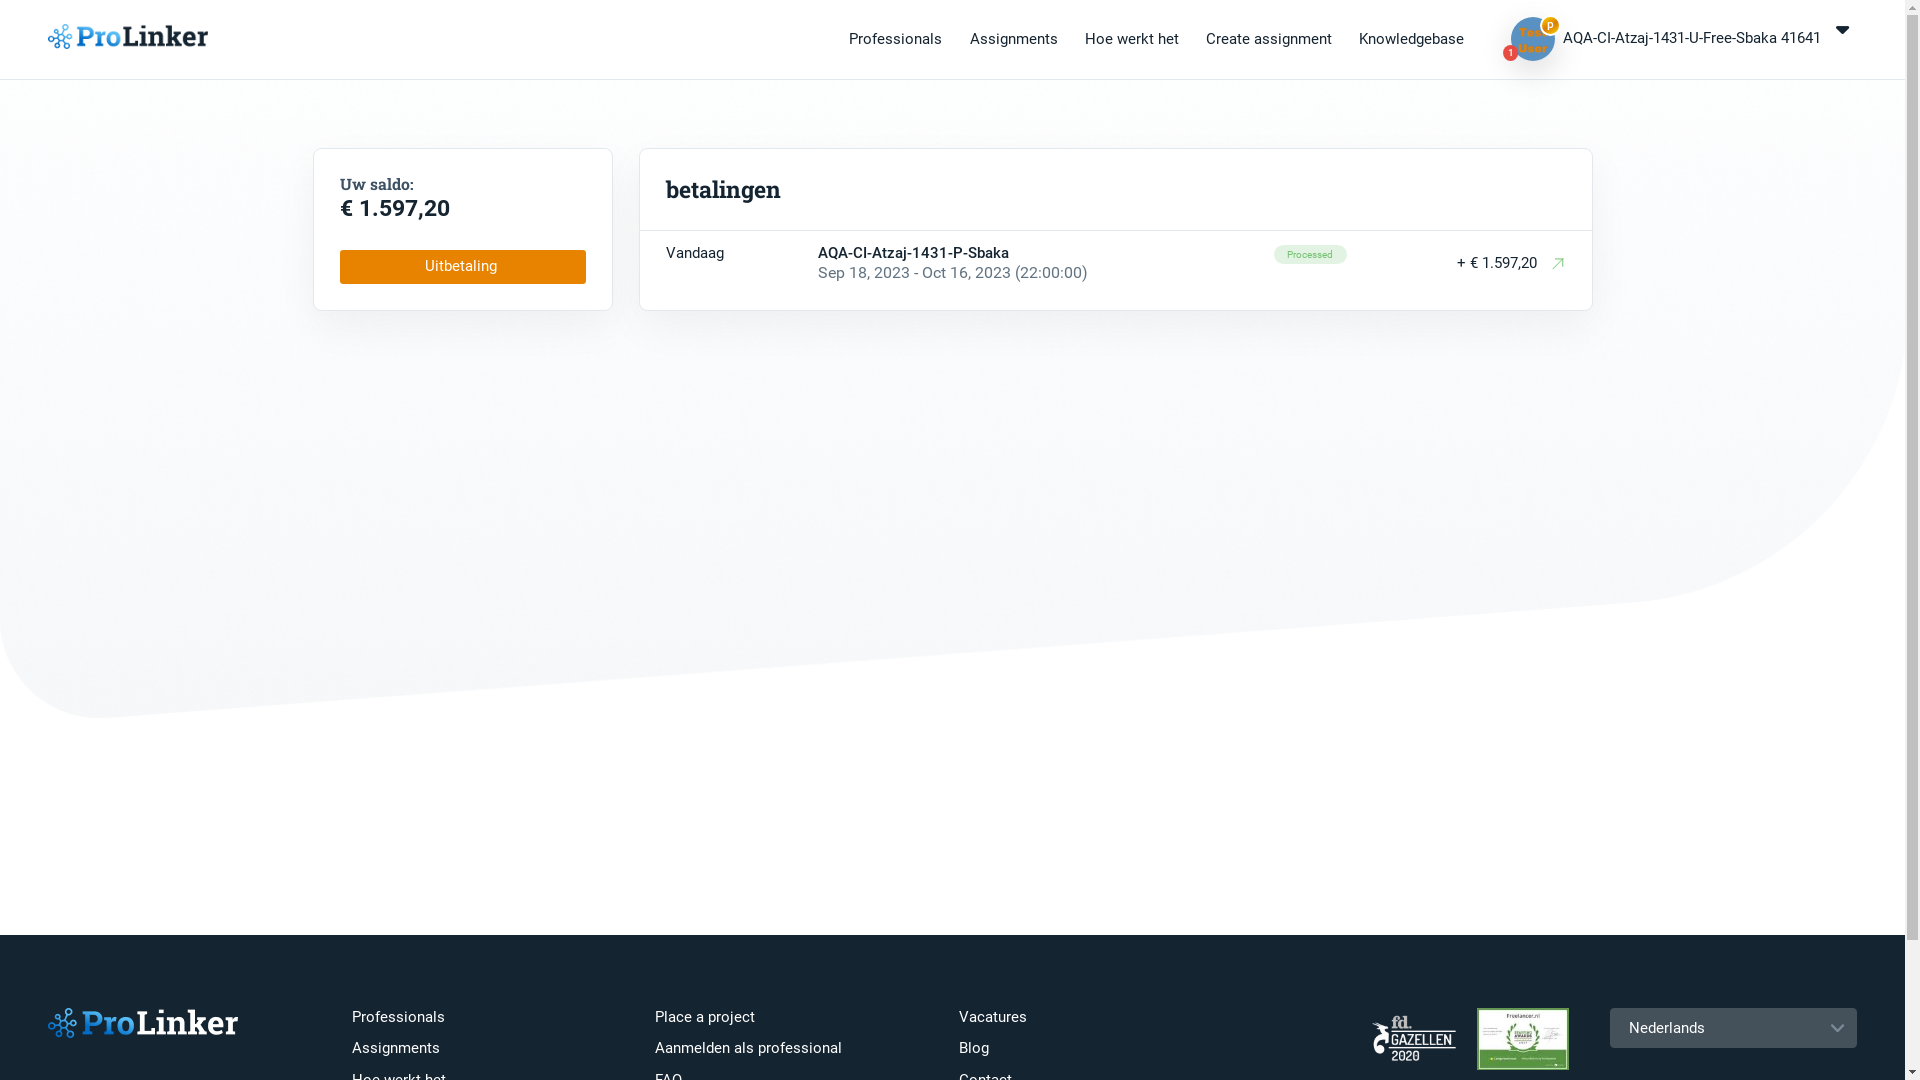 ProLinker
Professionals
Assignments
Hoe werkt het
Create assignment
Knowledgebase
Test
User
P
1
AQA-CI-Atzaj-1431-U-Free-Sbaka 41641
Uw saldo:
€ 1.597,20
Uitbetaling
betalingen
Vandaag
AQA-CI-Atzaj-1431-P-Sbaka
Sep 18, 2023 - Oct 16, 2023 (22:00:00)
Processed
+ € 1.597,20
ProLinker
Professionals
Assignments
Hoe werkt het
Place a project
Aanmelden als professional
FAQ
Vacatures
Blog
Contact
fd.
GAZELLEN
2020
Freelancer.nl
Nederlands